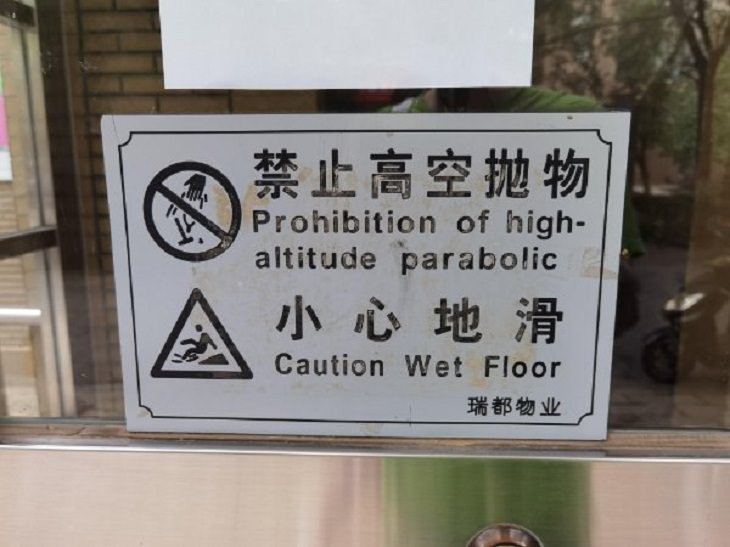 禁止高空抛物
Prohibition of high-
altitude parabolic
小心地滑
Caution Wet Floor
瑞都物业